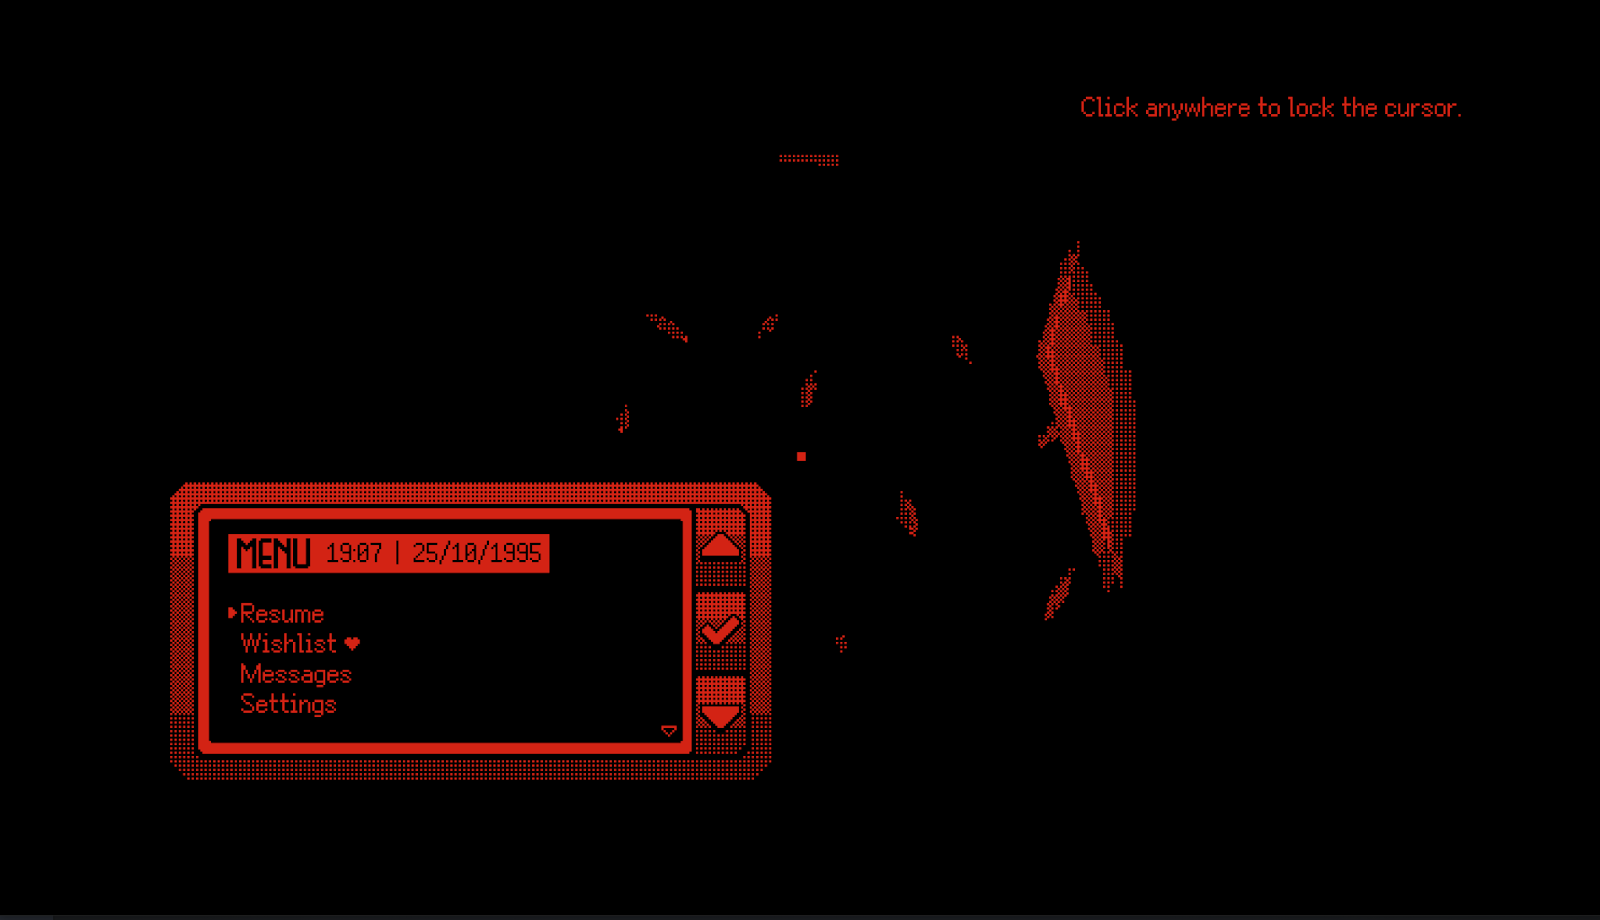 Click anywhere to lock the cursor.
MENU 19:07 | 25/10/1995
Resume
Wishlist ♥
Messages
Settings